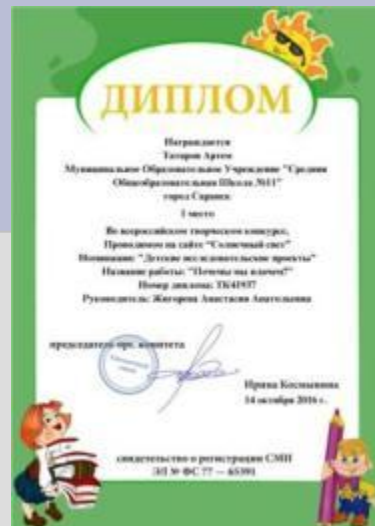 ДИПЛОМ
Награждается
Татаров Артем
Муниципальное Образовательное Учреждение "Средняя
Общеобразовательная Школа №11"
город Саранск
1 место
Во всероссийском творческом конкурсе,
Проводимом на сайте "Солнечный свет"
Номинация: "Детские исследовательские проекты"
Название работы: "Почему мы плачем?"
Номер диплома: ТК41937
Руководитель: Жигорева Анастасия Анатольевна
председатель орг. комитета
Ирина Космынина
14 октября 2016 г.
свидетельство о регистрации СМИ
ЭЛ № ФС 77 — 65391